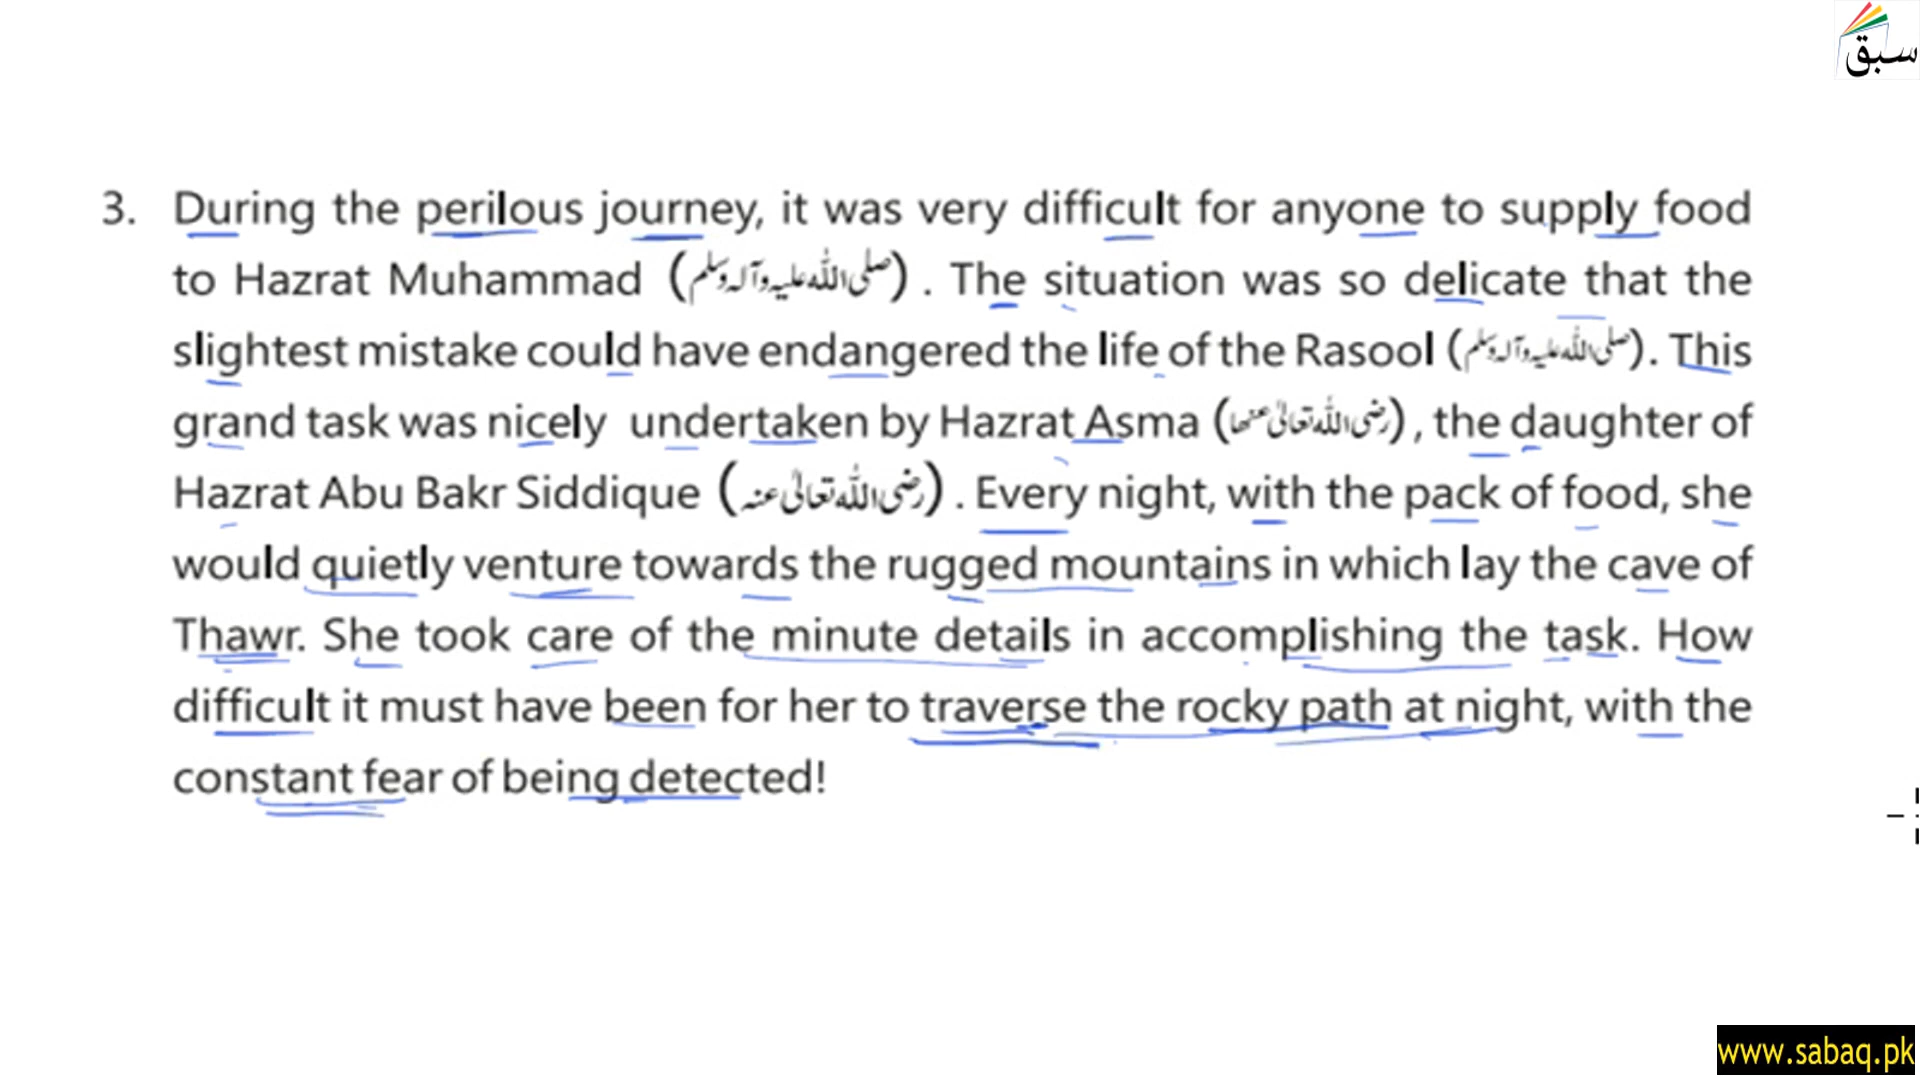 سبق
3. During the perilous journey, it was very difficult for anyone to supply food
to Hazrat Muhammad (صلی اللہ علیہ وآلہ وسلم) . The situation was so delicate that the
slightest mistake could have endangered the life of the Rasool (صلی اللہ علیہ وآلہ وسلم). This
grand task was nicely undertaken by Hazrat Asma (رضی اللہ تعالیٰ عنھا) , the daughter of
Hazrat Abu Bakr Siddique (رضی اللہ تعالیٰ عنہ) . Every night, with the pack of food, she
would quietly venture towards the rugged mountains in which lay the cave of
Thawr. She took care of the minute details in accomplishing the task. How
difficult it must have been for her to traverse the rocky path at night, with the
constant fear of being detected!
www.sabaq.pk